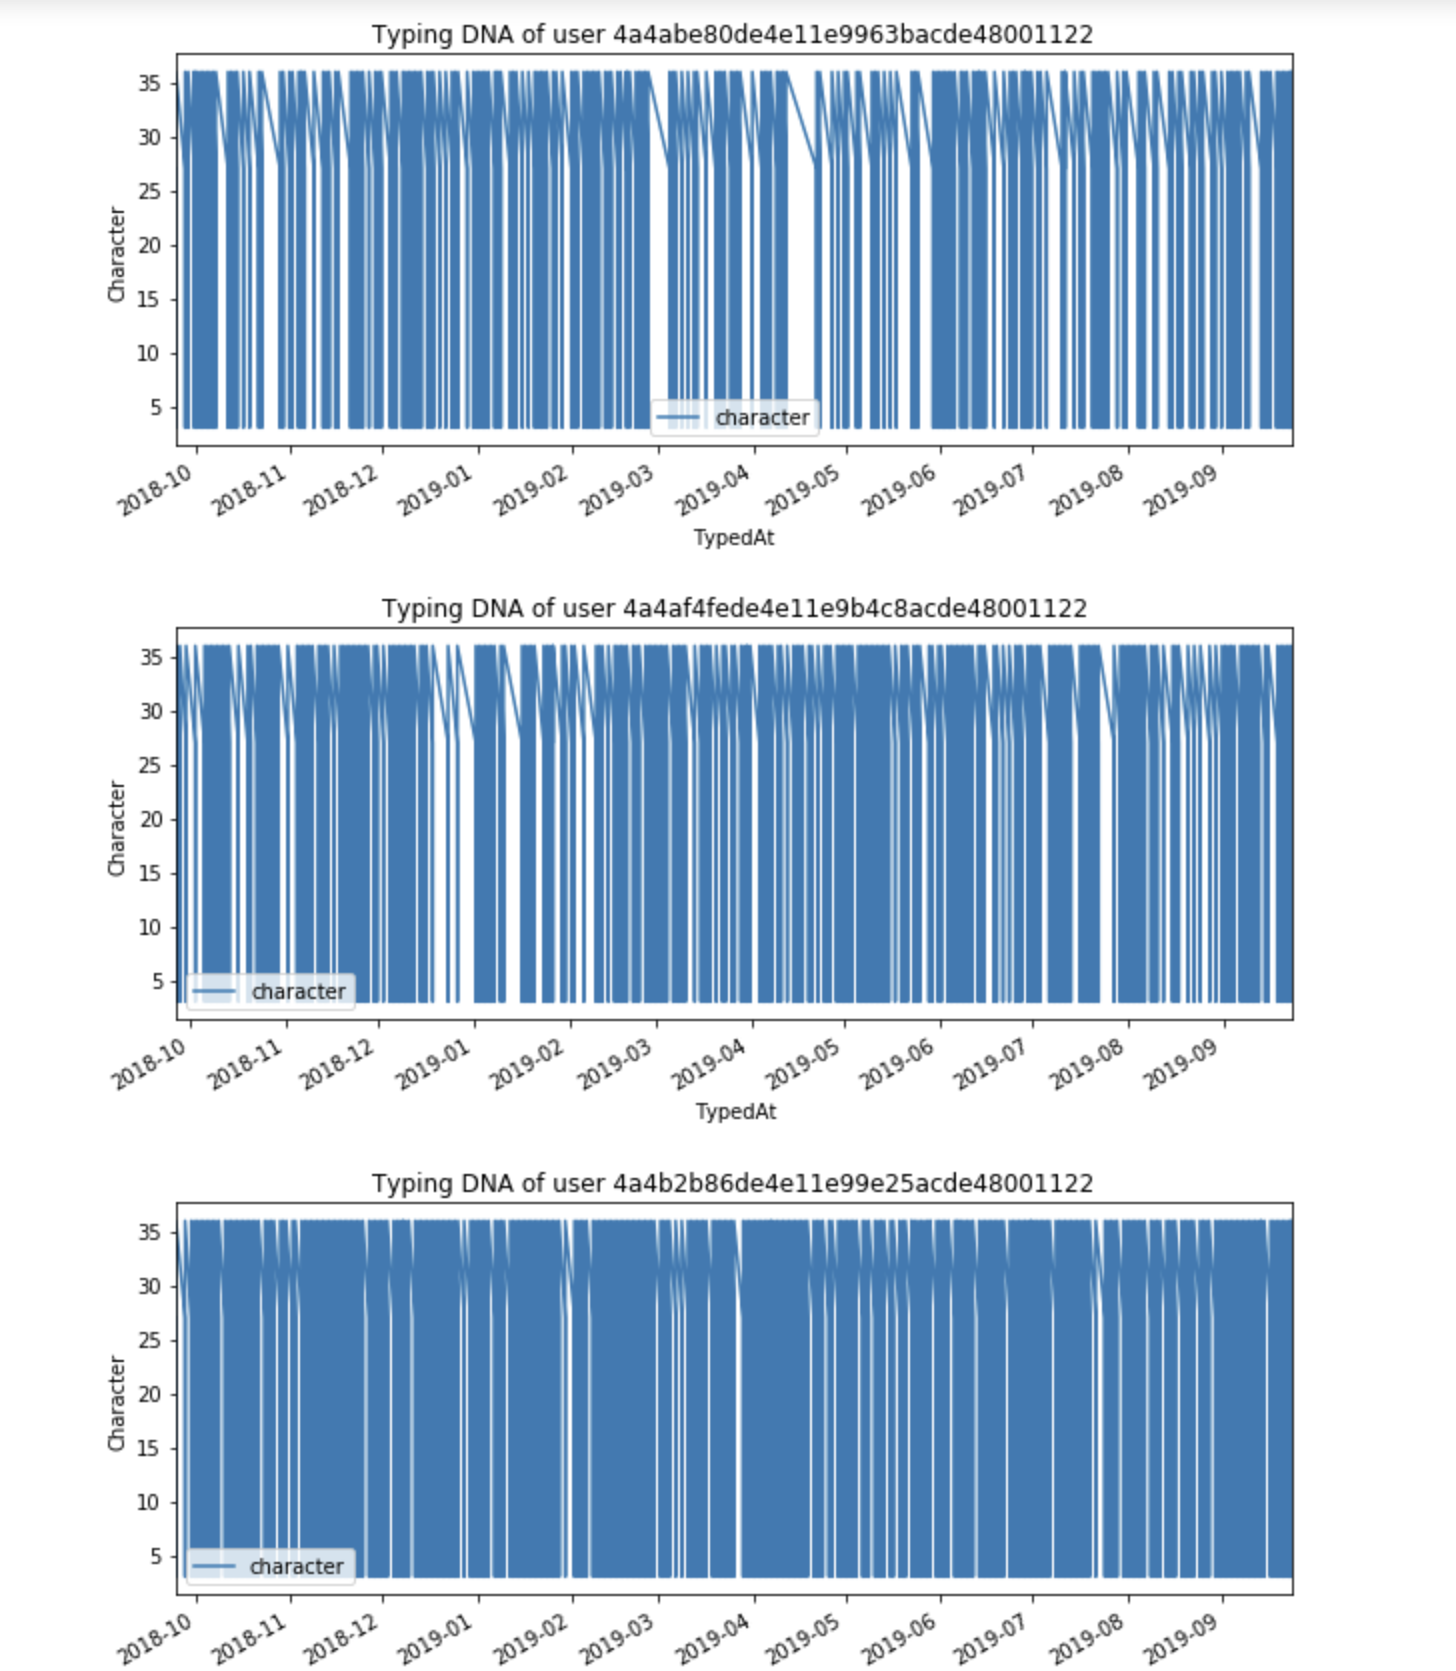 Typing DNA of user 4a4abe80de4e11e9963bacde48001122
35
30
25
20
15
10
5
Character
character
2018-10 2018-11 2018-12 2019-01 2019-02 2019-03 2019-04 2019-05 2019-06 2019-07 2019-08 2019-09
TypedAt
Typing DNA of user 4a4af4fede4e11e9b4c8acde48001122
35
30
25
20
15
10
5
Character
character
2018-10 2018-11 2018-12 2019-01 2019-02 2019-03 2019-04 2019-05 2019-06 2019-07 2019-08 2019-09
TypedAt
Typing DNA of user 4a4b2b86de4e11e99e25acde48001122
35
30
25
20
15
10
5
Character
character
2018-10 2018-11 2018-12 2019-01 2019-02 2019-03 2019-04 2019-05 2019-06 2019-07 2019-08 2019-09